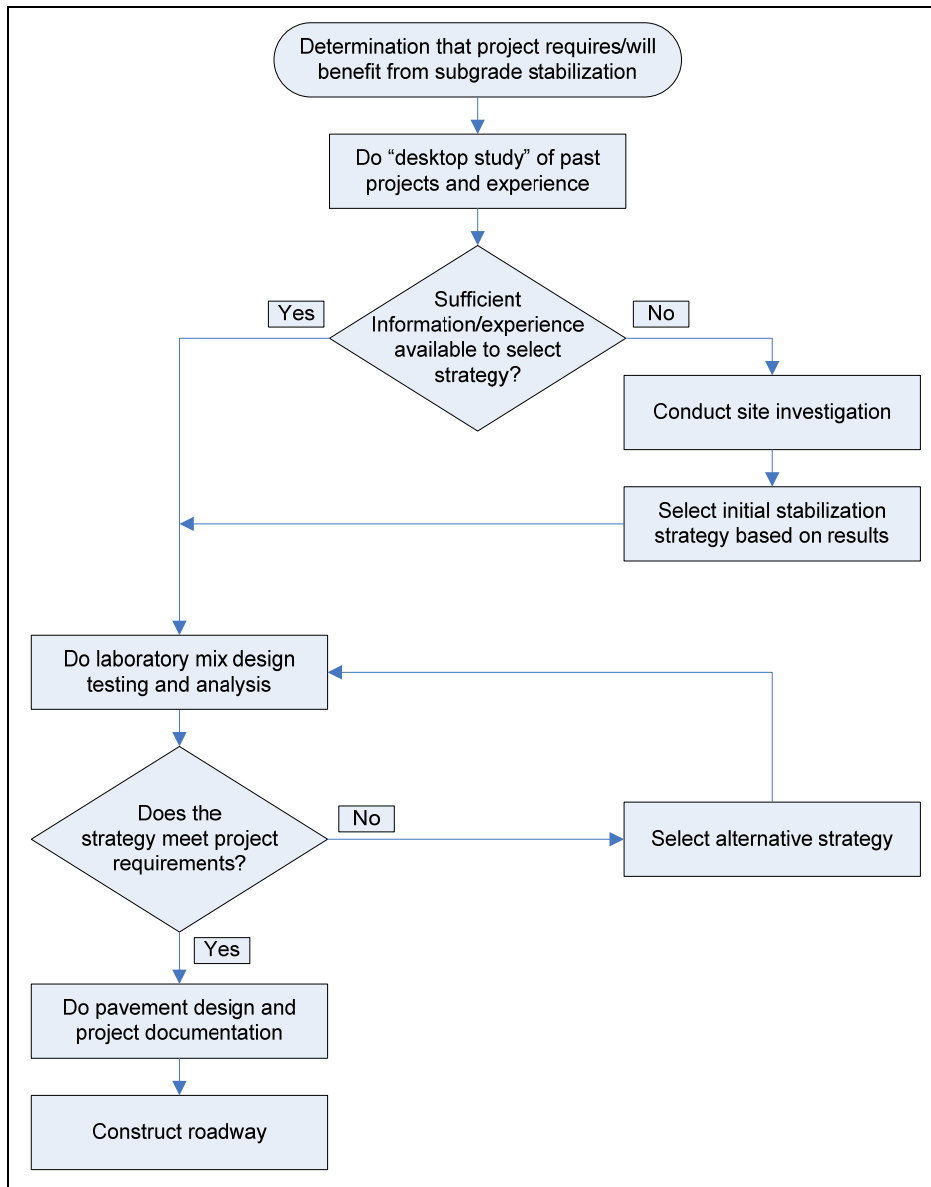 Determination that project requires/will
benefit from subgrade stabilization
Do “desktop study” of past
projects and experience
Sufficient
Information/experience
available to select
strategy?
Yes
No
Conduct site investigation
Select initial stabilization
strategy based on results
Do laboratory mix design
testing and analysis
Does the
strategy meet project
requirements?
No
Select alternative strategy
Yes
Do pavement design and
project documentation
Construct roadway